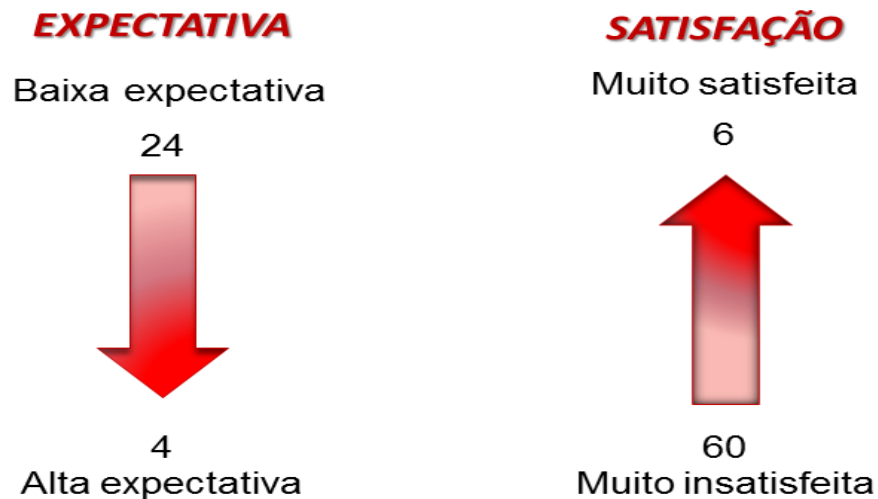 EXPECTATIVA
Baixa expectativa
24
4
Alta expectativa
SATISFAÇÃO
Muito satisfeita
6
60
Muito insatisfeita